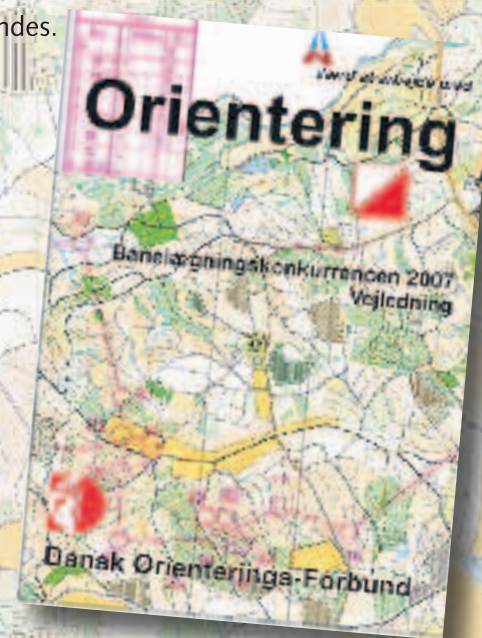 ndes.
Orientering
Banelægningskonkurrencen 2007
Vejledning
Dansk Orienterings-Forbund